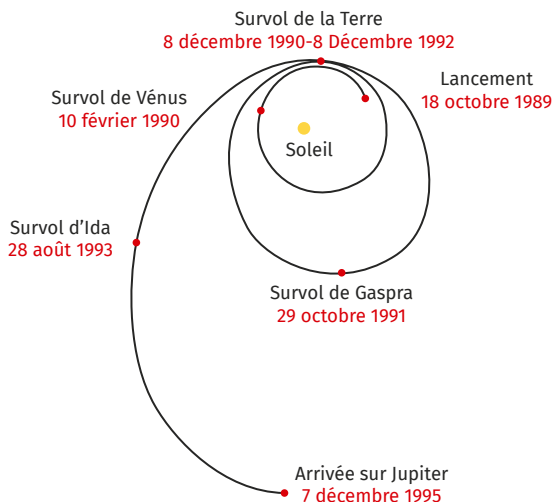 Survol de la Terre
8 décembre 1990-8 Décembre 1992
Lancement
18 octobre 1989
Survol de Vénus
10 février 1990
Soleil
Survol d'Ida
28 août 1993
Survol de Gaspra
29 octobre 1991
Arrivée sur Jupiter
7 décembre 1995